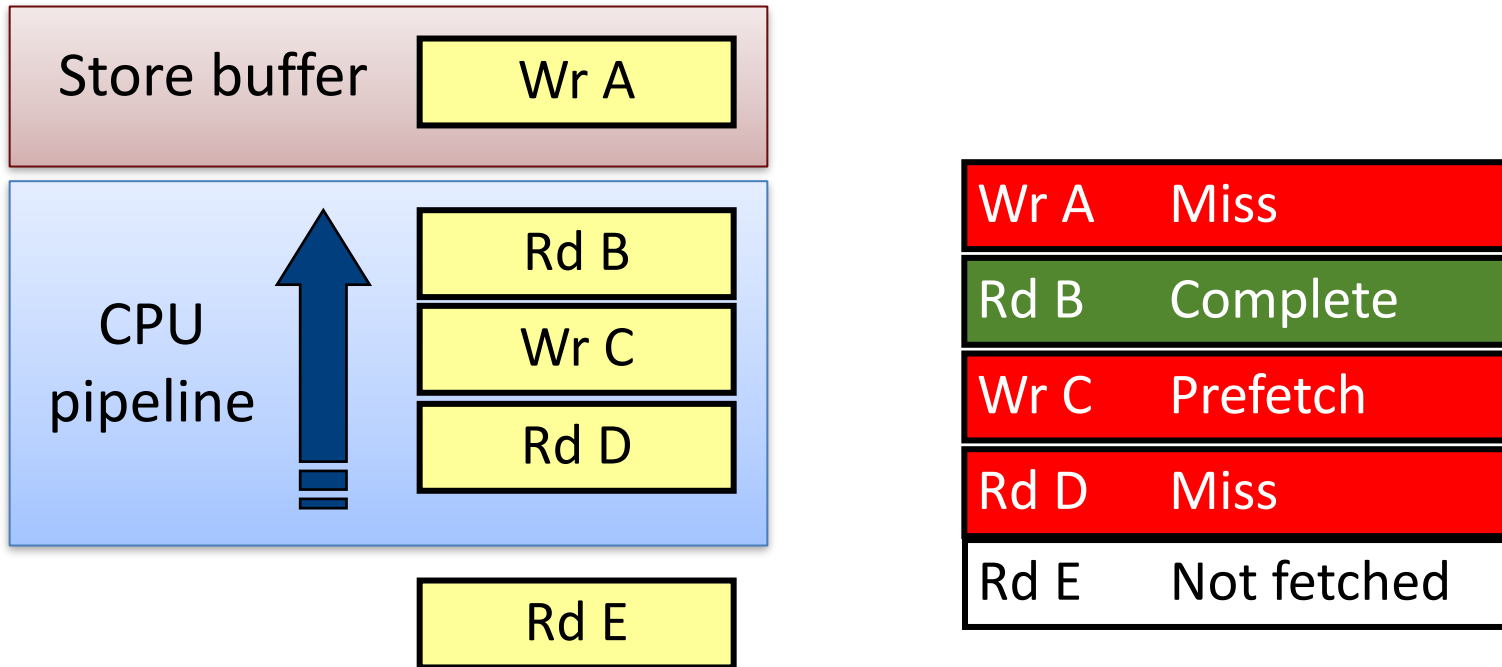 Store buffer
Wr A
CPU
pipeline
Rd B
Wr C
Rd D
Rd E
Wr A Miss
Rd B Complete
Wr C Prefetch
Rd D Miss
Rd E Not fetched